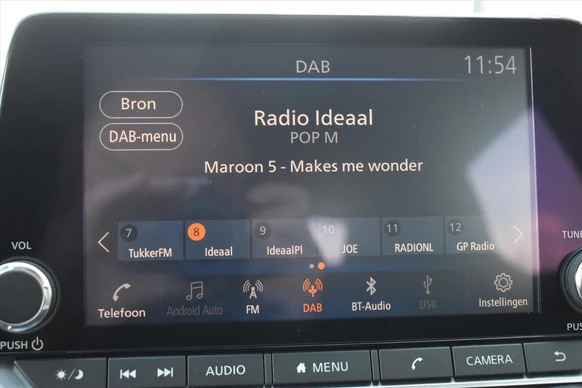 DAB
11:54
Bron
DAB-menu
Radio Ideaal
POP M
Maroon 5 - Makes me wonder
7 8 9 10 11 12
TukkerFM Ideaal IdeaalPl JOE RADIONL GP Radio
Telefoon Android Auto FM DAB BT-Audio USB Instellingen
VOL
PUSH
AUDIO MENU CAMERA
TUNE